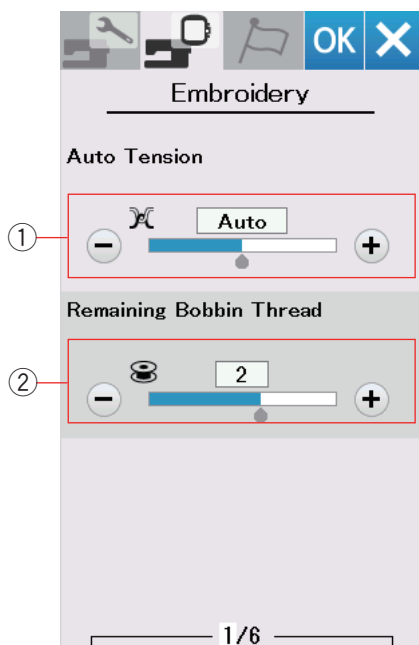 OK
Embroidery
Auto Tension
① Auto
Remaining Bobbin Thread
② 2
1/6